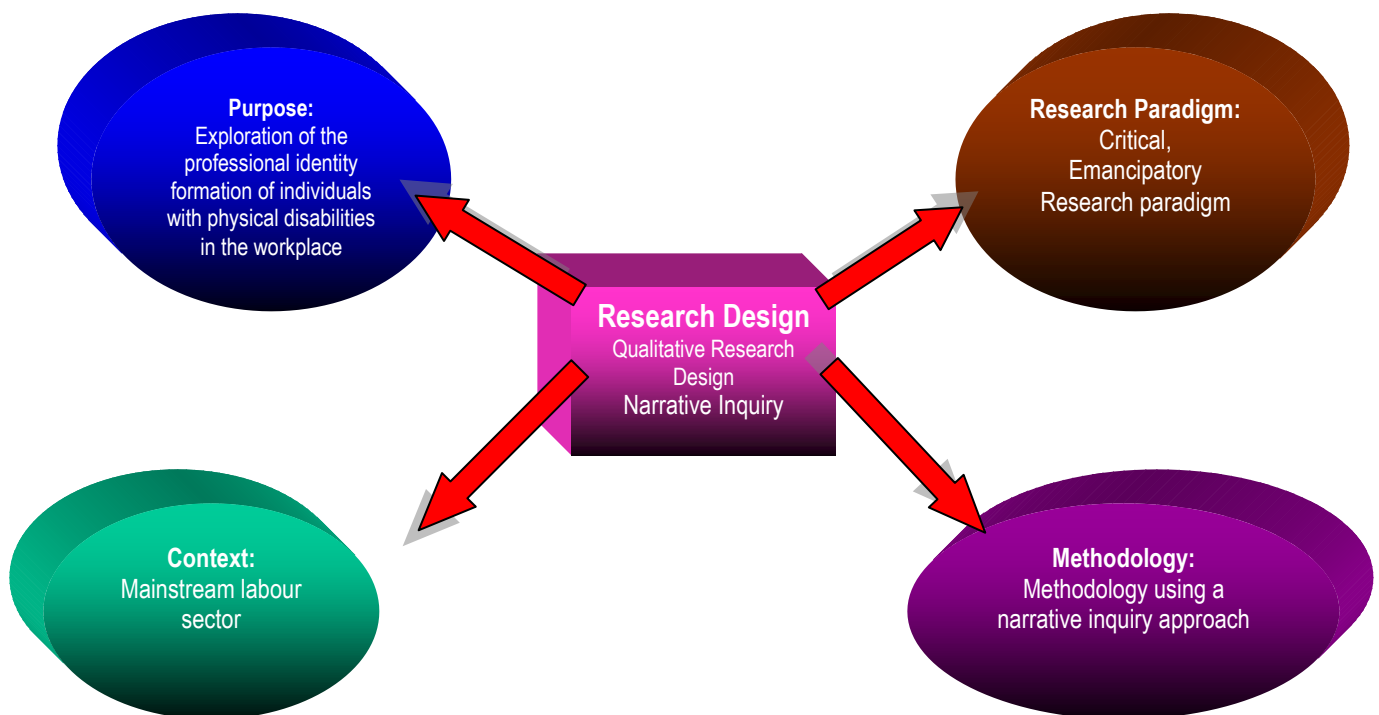 Purpose:
Exploration of the
professional identity
formation of individuals
with physical disabilities
in the workplace
Research Paradigm:
Critical,
Emancipatory
Research paradigm
Research Design
Qualitative Research
Design
Narrative Inquiry
Context:
Mainstream labour
sector
Methodology:
Methodology using a
narrative inquiry approach